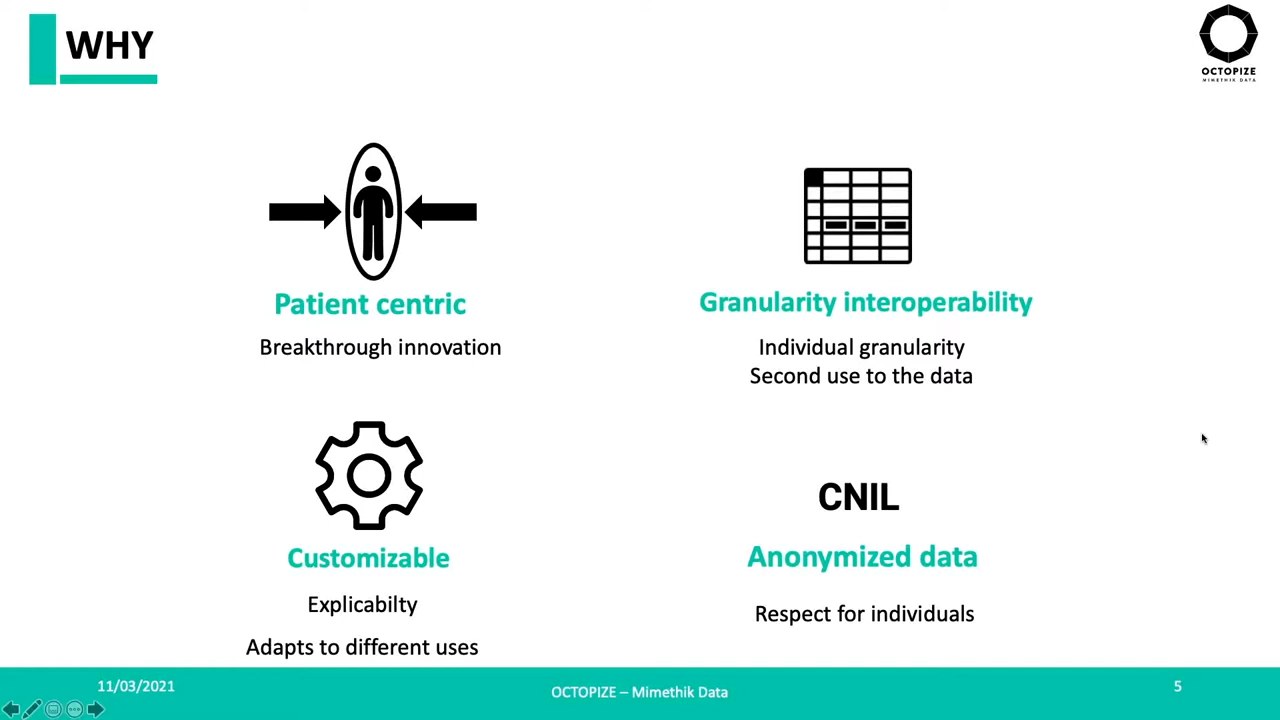 WHY
OCTOPIZE
MIMETHIK DATA
Patient centric
Breakthrough innovation
Granularity interoperability
Individual granularity
Second use to the data
Customizable
Explicabilty
Adapts to different uses
CNIL
Anonymized data
Respect for individuals
11/03/2021
OCTOPIZE – Mimethik Data
5